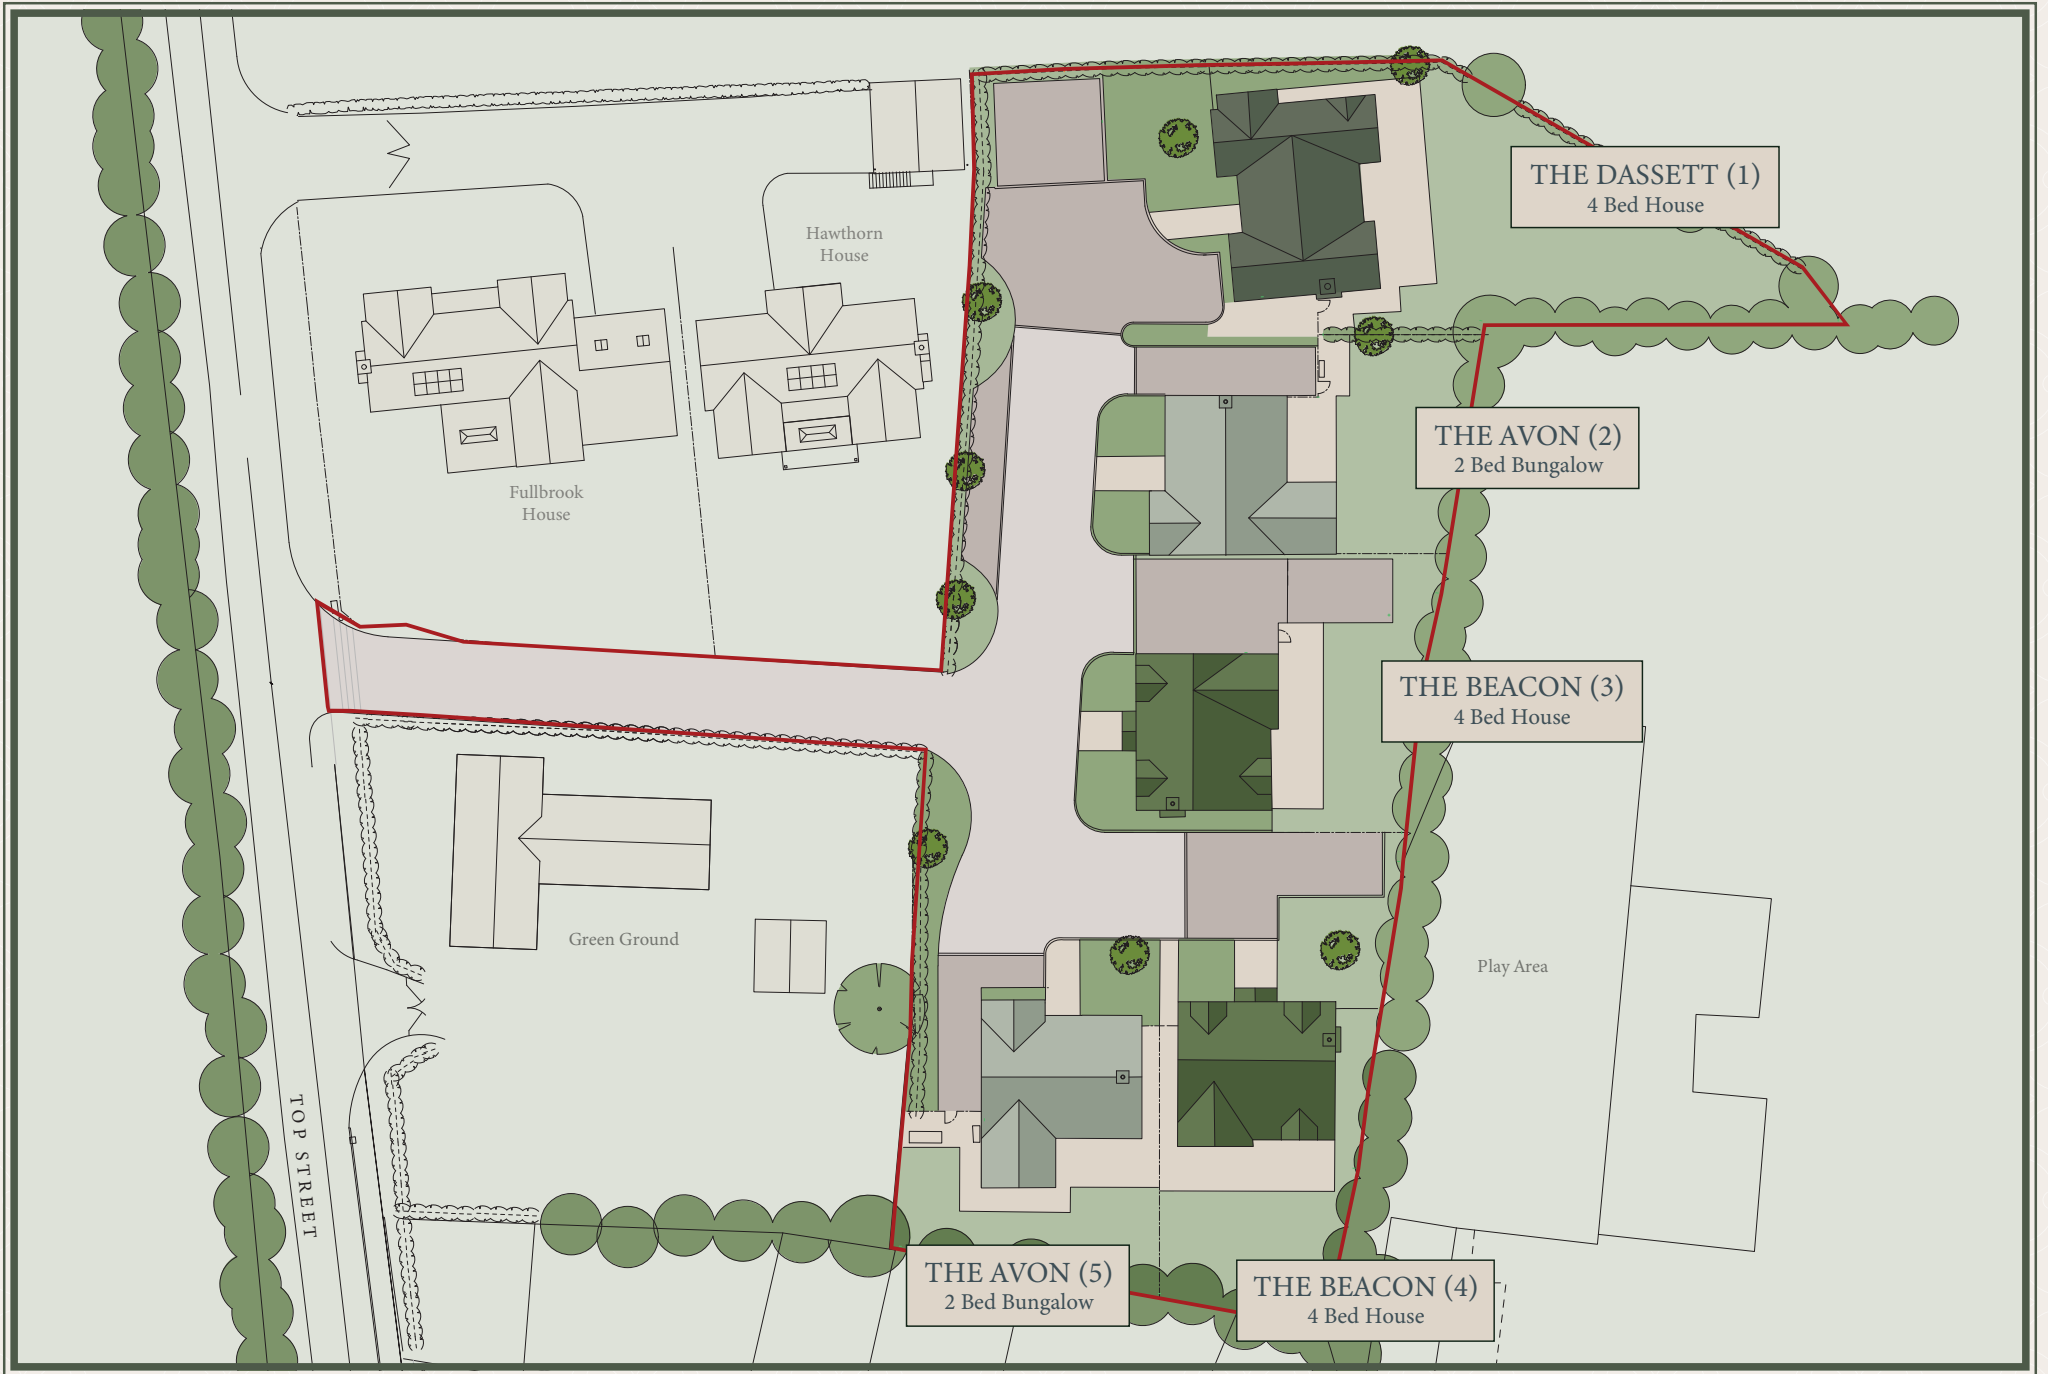 THE DASSETT (1)
4 Bed House
Hawthorn
House
THE AVON (2)
2 Bed Bungalow
Fullbrook
House
THE BEACON (3)
4 Bed House
Green Ground
Play Area
TOP STREET
THE AVON (5)
2 Bed Bungalow
THE BEACON (4)
4 Bed House